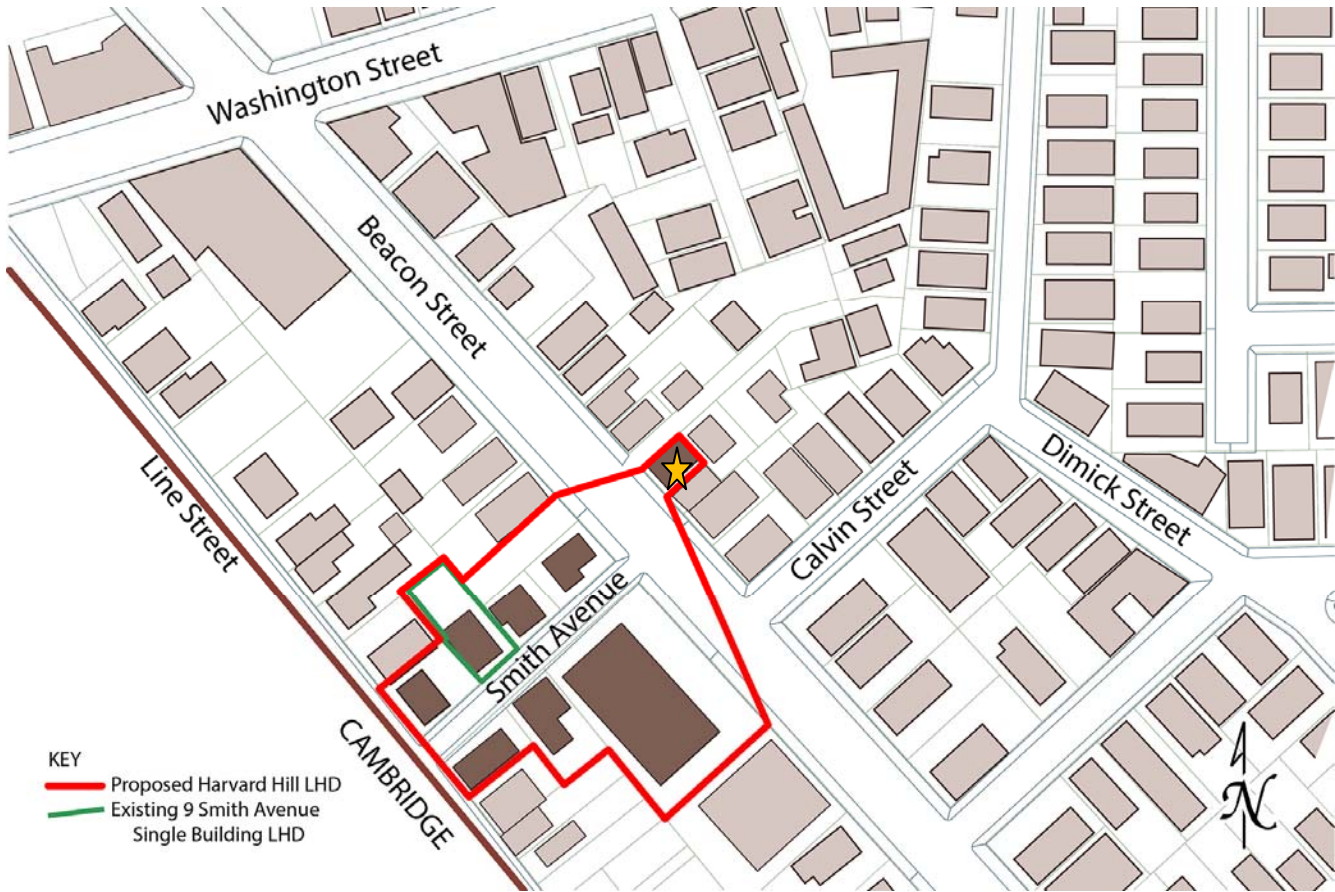 Washington Street
Beacon Street
Line Street
Calvin Street
Dimick Street
Smith Avenue
CAMBRIDGE
KEY
Proposed Harvard Hill LHD
Existing 9 Smith Avenue
Single Building LHD
N